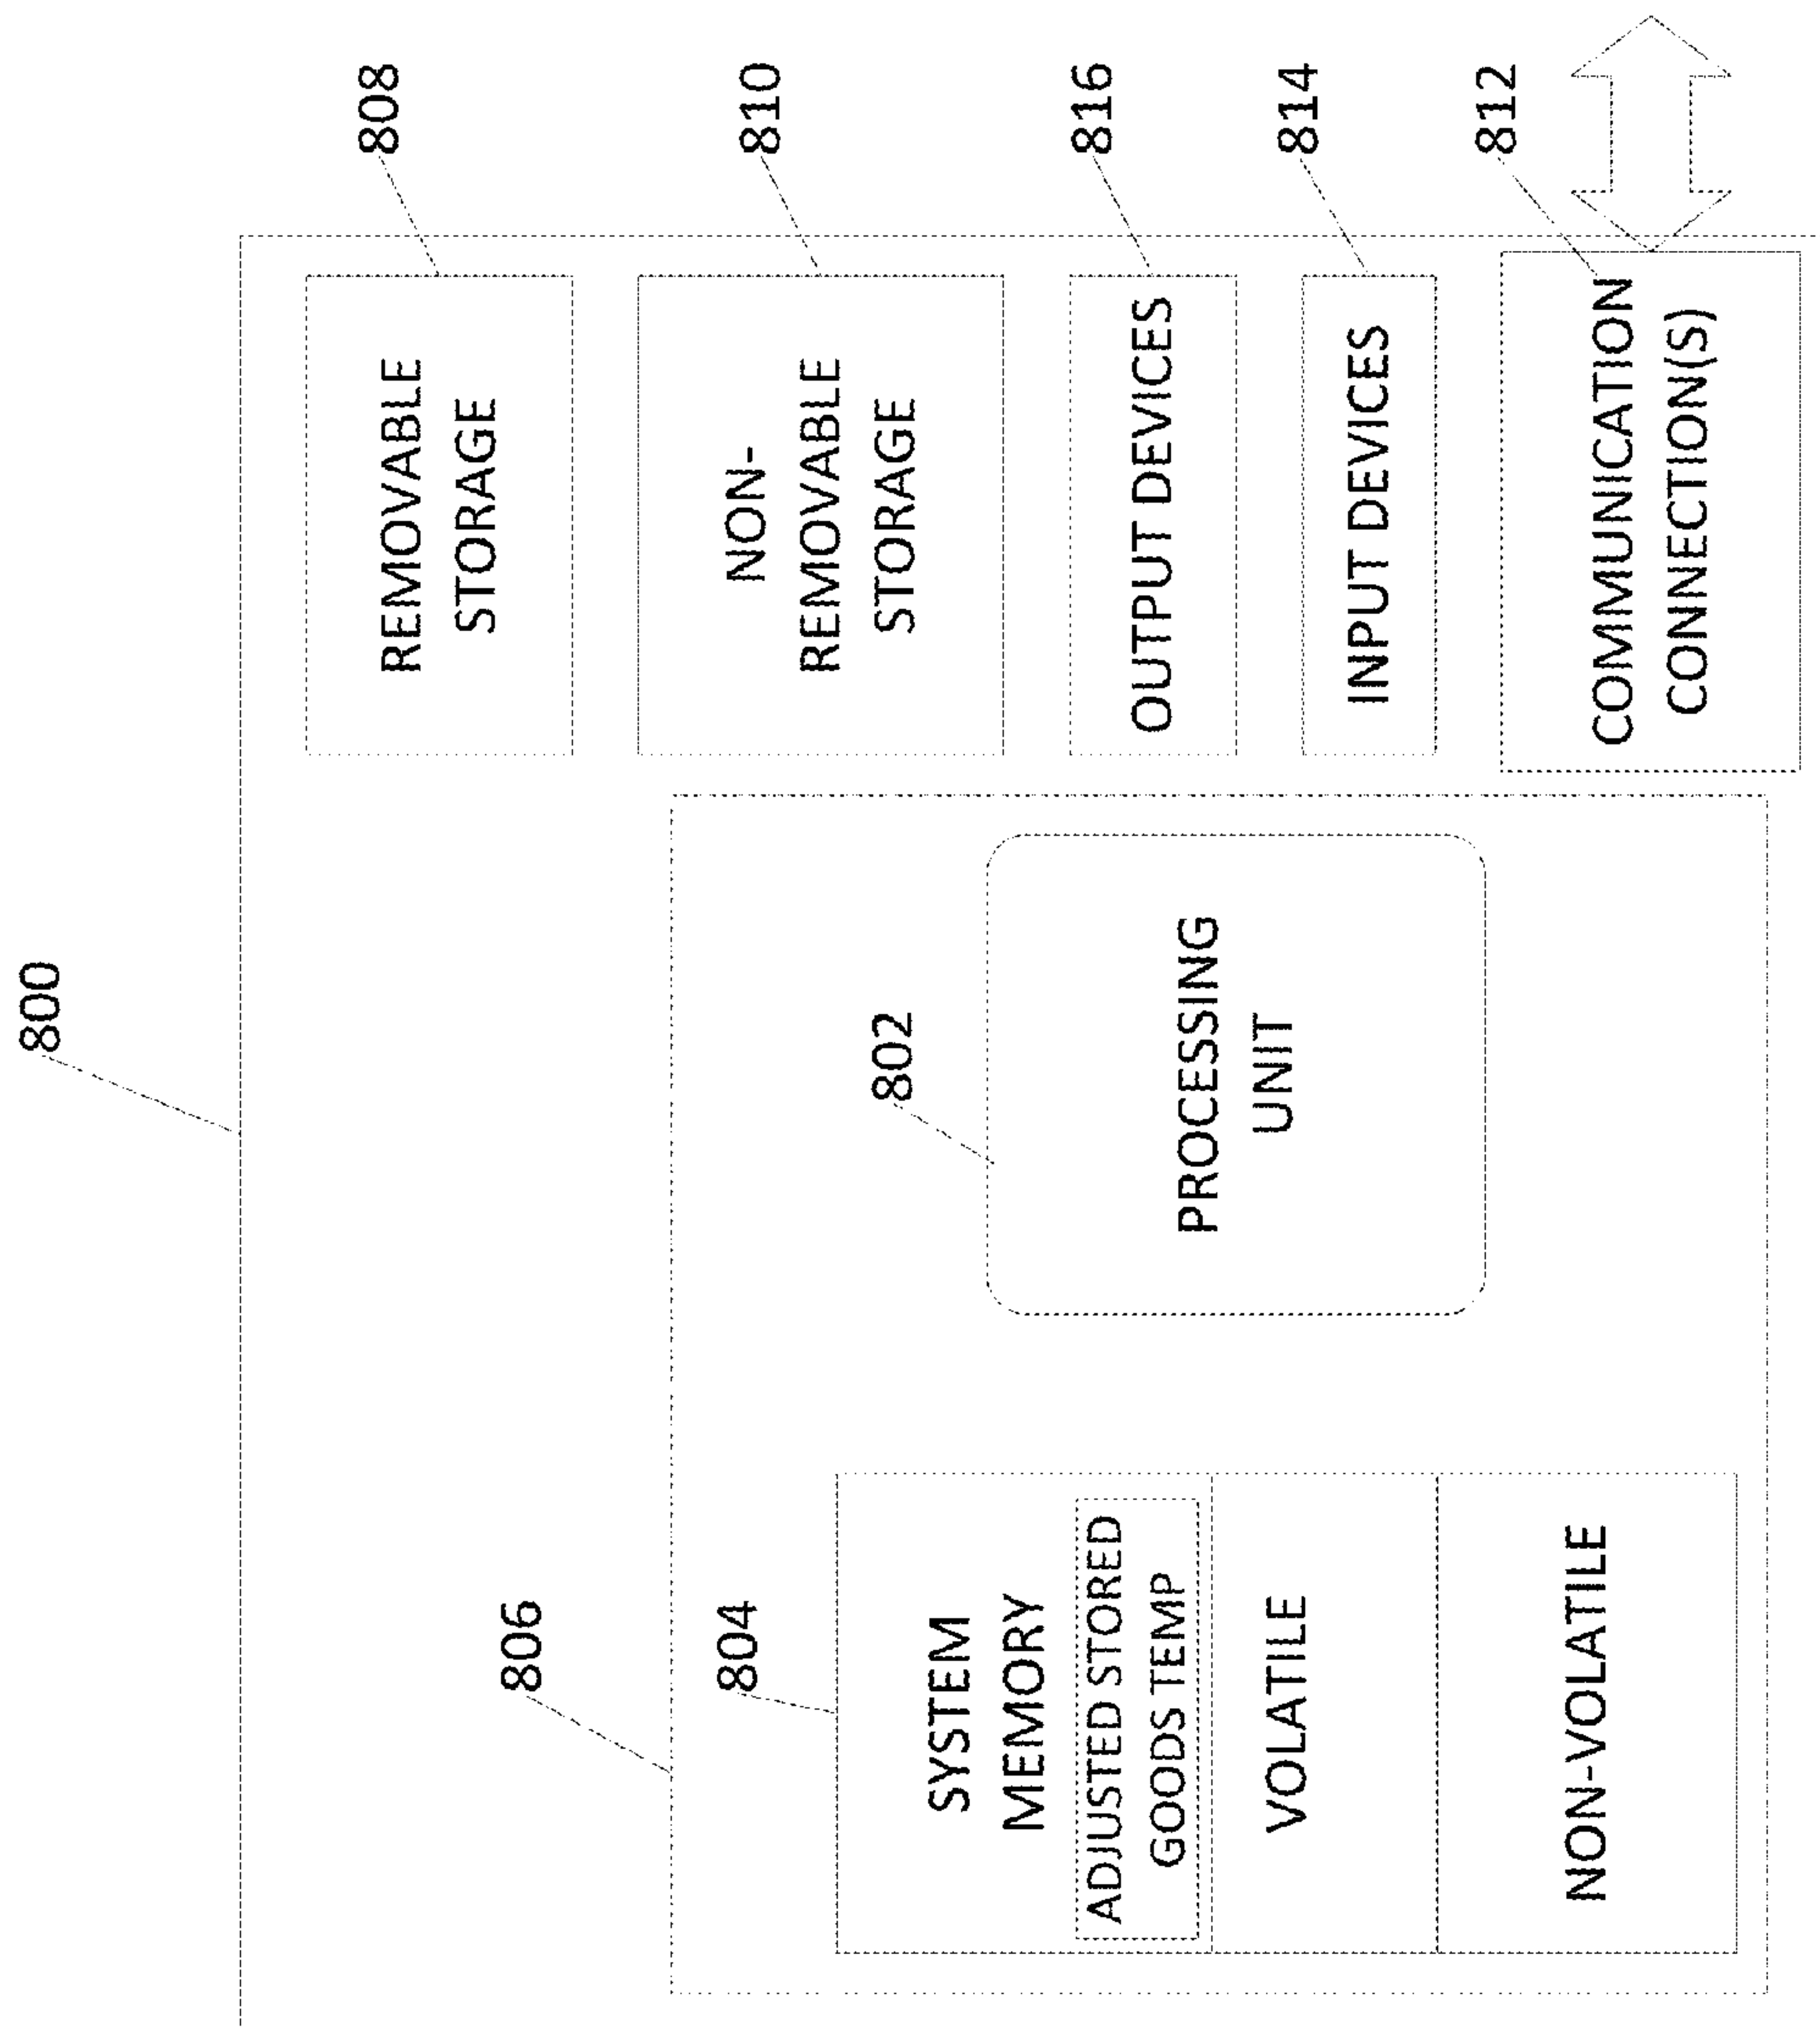 800
806
804
SYSTEM
MEMORY
ADJUSTED STORED
GOODS TEMP
VOLATILE
NON-VOLATILE
802
PROCESSING
UNIT
808
REMOVABLE
STORAGE
810
NON-
REMOVABLE
STORAGE
816
OUTPUT DEVICES
814
INPUT DEVICES
812
COMMUNICATION
CONNECTION(S)